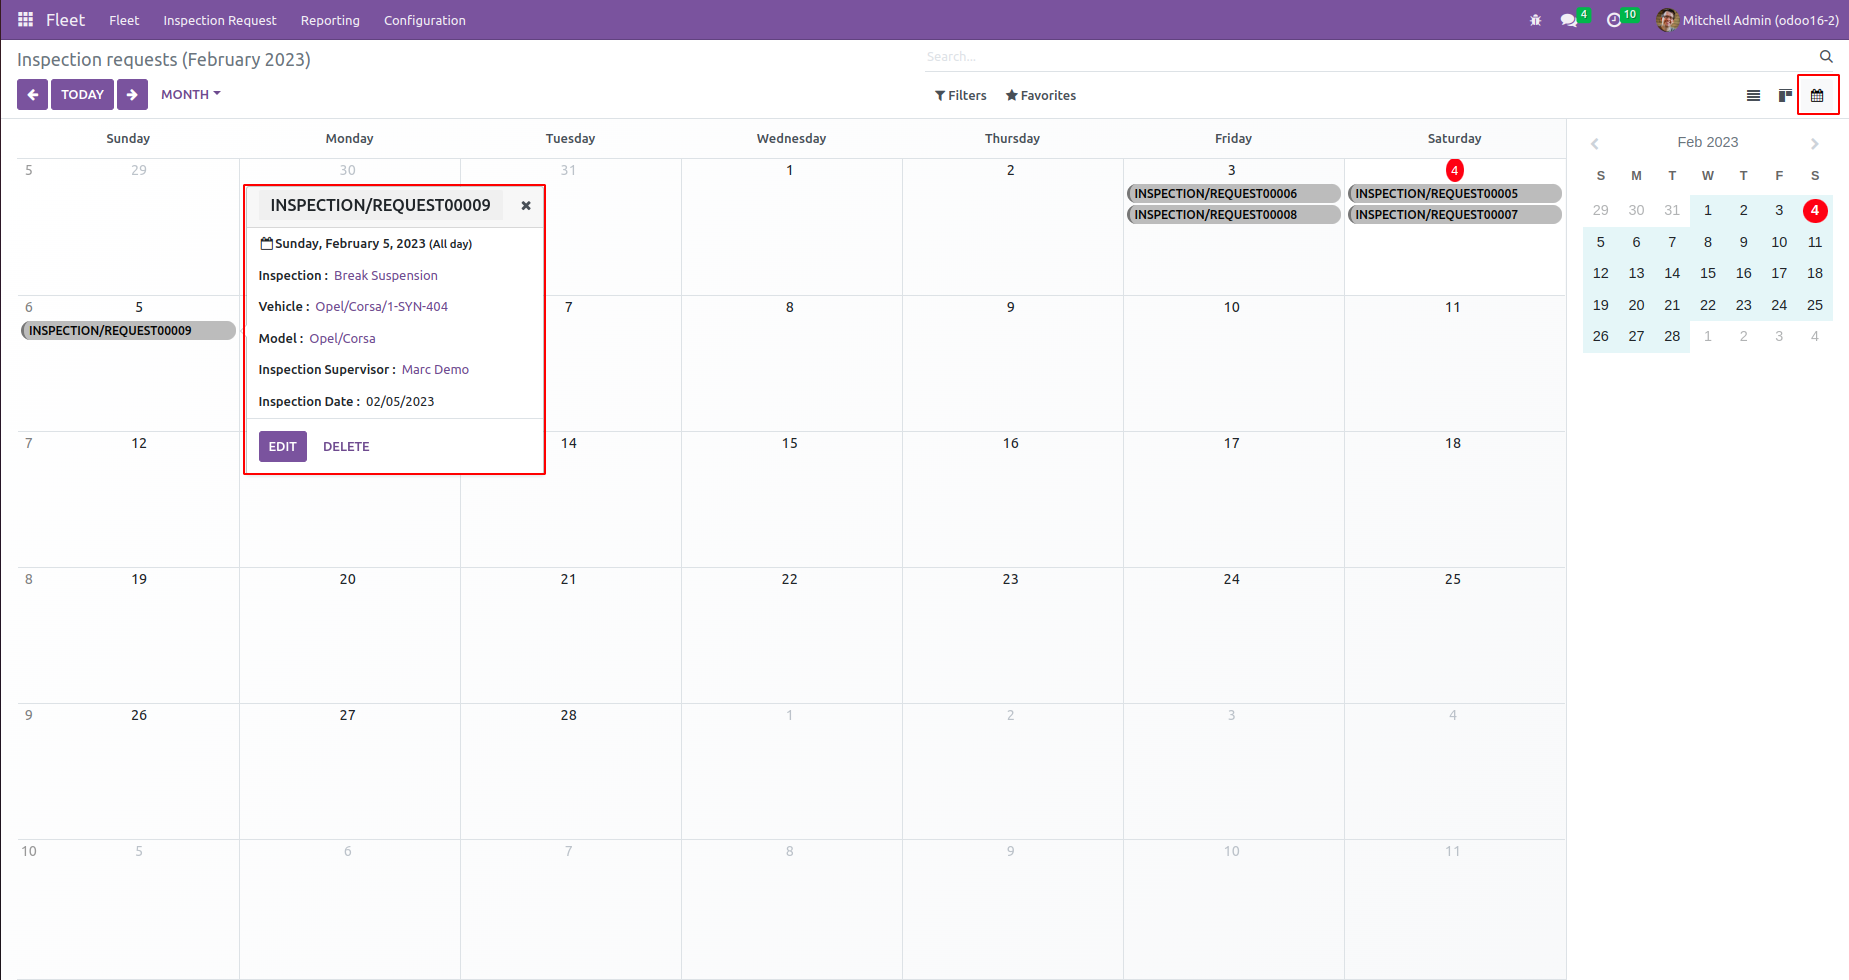 Fleet Fleet Inspection Request Reporting Configuration 4 10 Mitchell Admin (odoo16-2)
Inspection requests (February 2023)
Search...
TODAY MONTH Filters Favorites
Sunday Monday Tuesday Wednesday Thursday Friday Saturday
5 29 30 31 1 2 3 4
INSPECTION/REQUEST00006 INSPECTION/REQUEST00005
INSPECTION/REQUEST00008 INSPECTION/REQUEST00007
INSPECTION/REQUEST00009
Sunday, February 5, 2023 (All day)
Inspection : Break Suspension
Vehicle : Opel/Corsa/1-SYN-404
Model : Opel/Corsa
Inspection Supervisor : Marc Demo
Inspection Date : 02/05/2023
EDIT DELETE
6 5 7 8 9 10 11
INSPECTION/REQUEST00009
7 12 14 15 16 17 18
8 19 20 21 22 23 24 25
9 26 27 28 1 2 3 4
10 5 6 7 8 9 10 11
Feb 2023
S M T W T F S
29 30 31 1 2 3 4
5 6 7 8 9 10 11
12 13 14 15 16 17 18
19 20 21 22 23 24 25
26 27 28 1 2 3 4